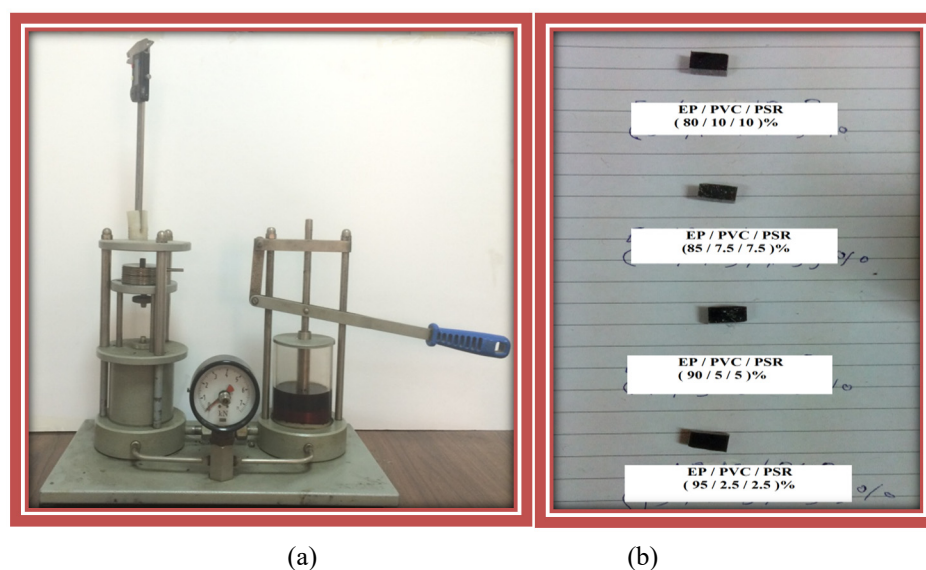 EP / PVC / PSR
( 80 / 10 / 10 )%
EP / PVC / PSR
(85 / 7.5 / 7.5 )%
EP / PVC / PSR
( 90 / 5 / 5 )%
EP / PVC / PSR
( 95 / 2.5 / 2.5 )%
(a)
(b)